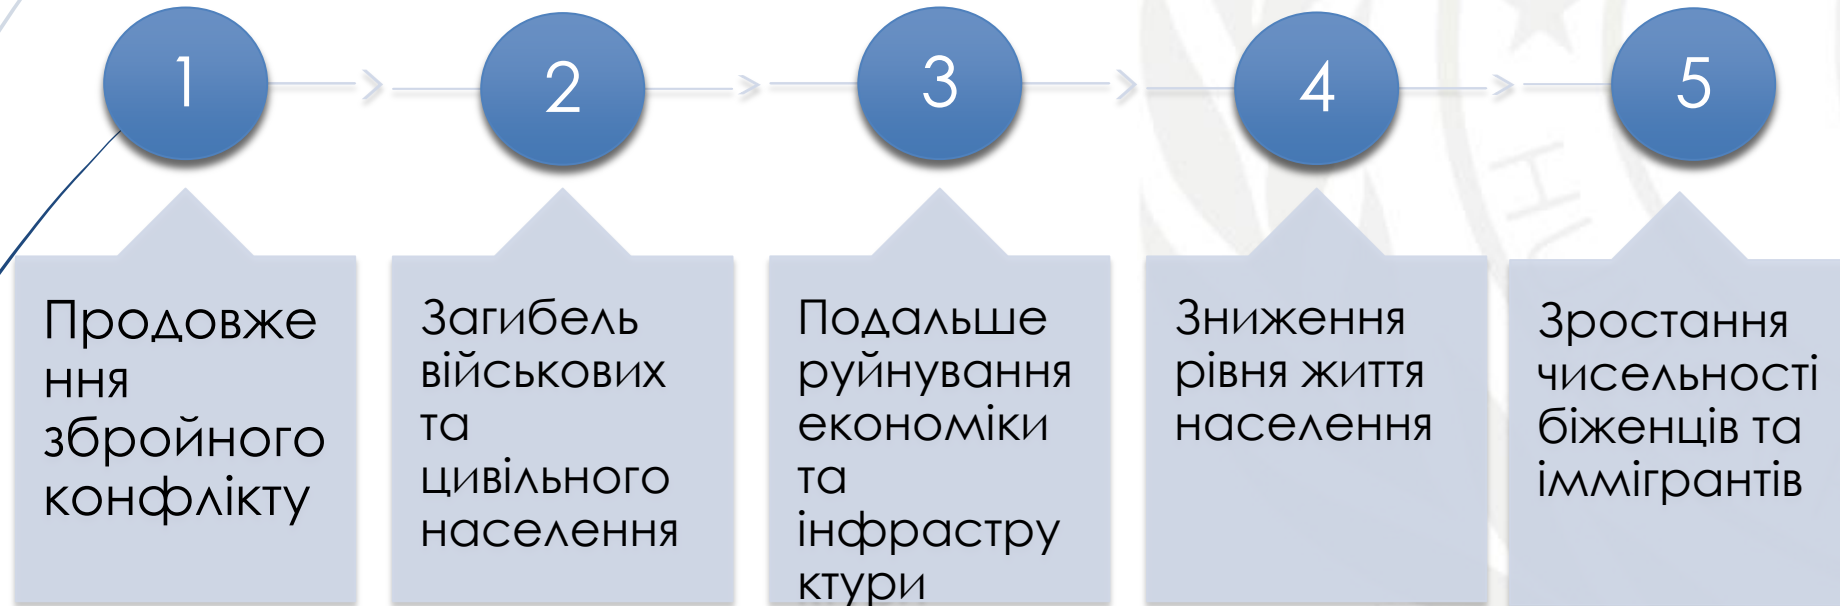 1
2
3
4
5
Продовже
ння
збройного
конфлікту
Загибель
військових
та
цивільного
населення
Подальше
руйнування
економіки
та
інфрастру
ктури
Зниження
рівня життя
населення
Зростання
чисельності
біженців та
іммігрантів